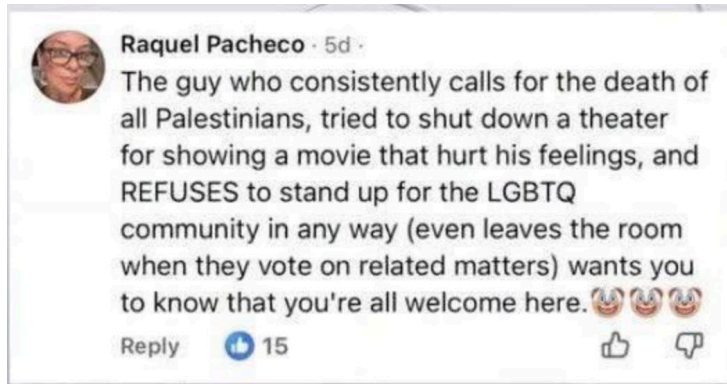 Raquel Pacheco · 5d ·
The guy who consistently calls for the death of
all Palestinians, tried to shut down a theater
for showing a movie that hurt his feelings, and
REFUSES to stand up for the LGBTQ
community in any way (even leaves the room
when they vote on related matters) wants you
to know that you're all welcome here.🤡🤡🤡
Reply 15